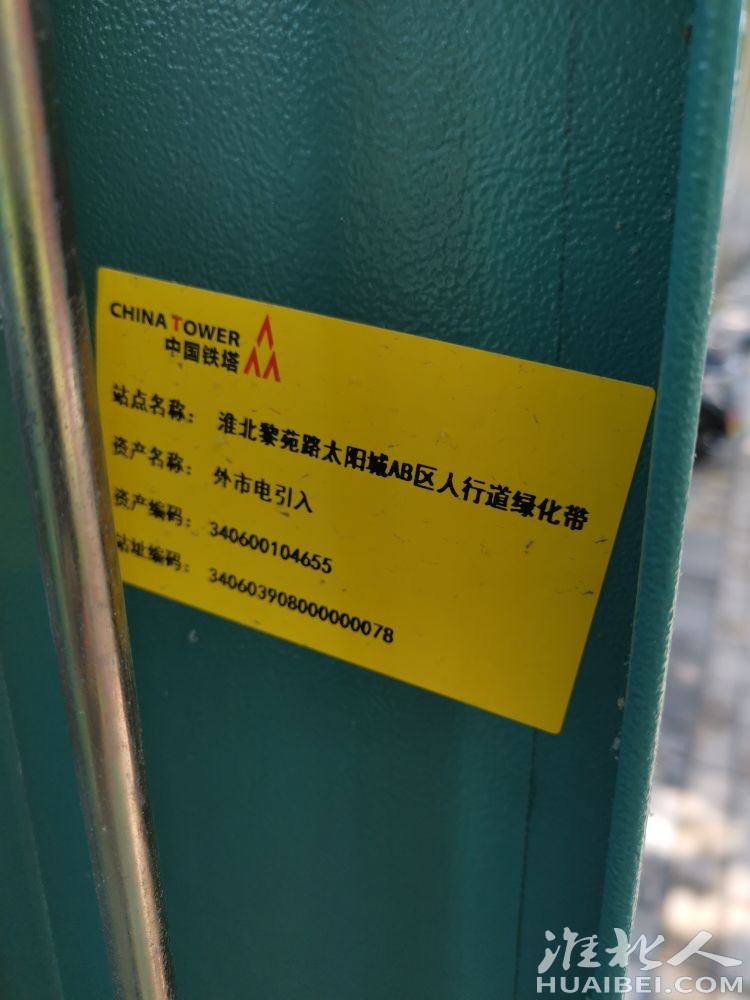 CHINA TOWER
中国铁塔
站点名称： 淮北黎苑路太阳城AB区人行道绿化带
资产名称： 外市电引入
资产编码： 340600104655
站址编码： 340603908000000078
淮北人
HUAIBEI.COM